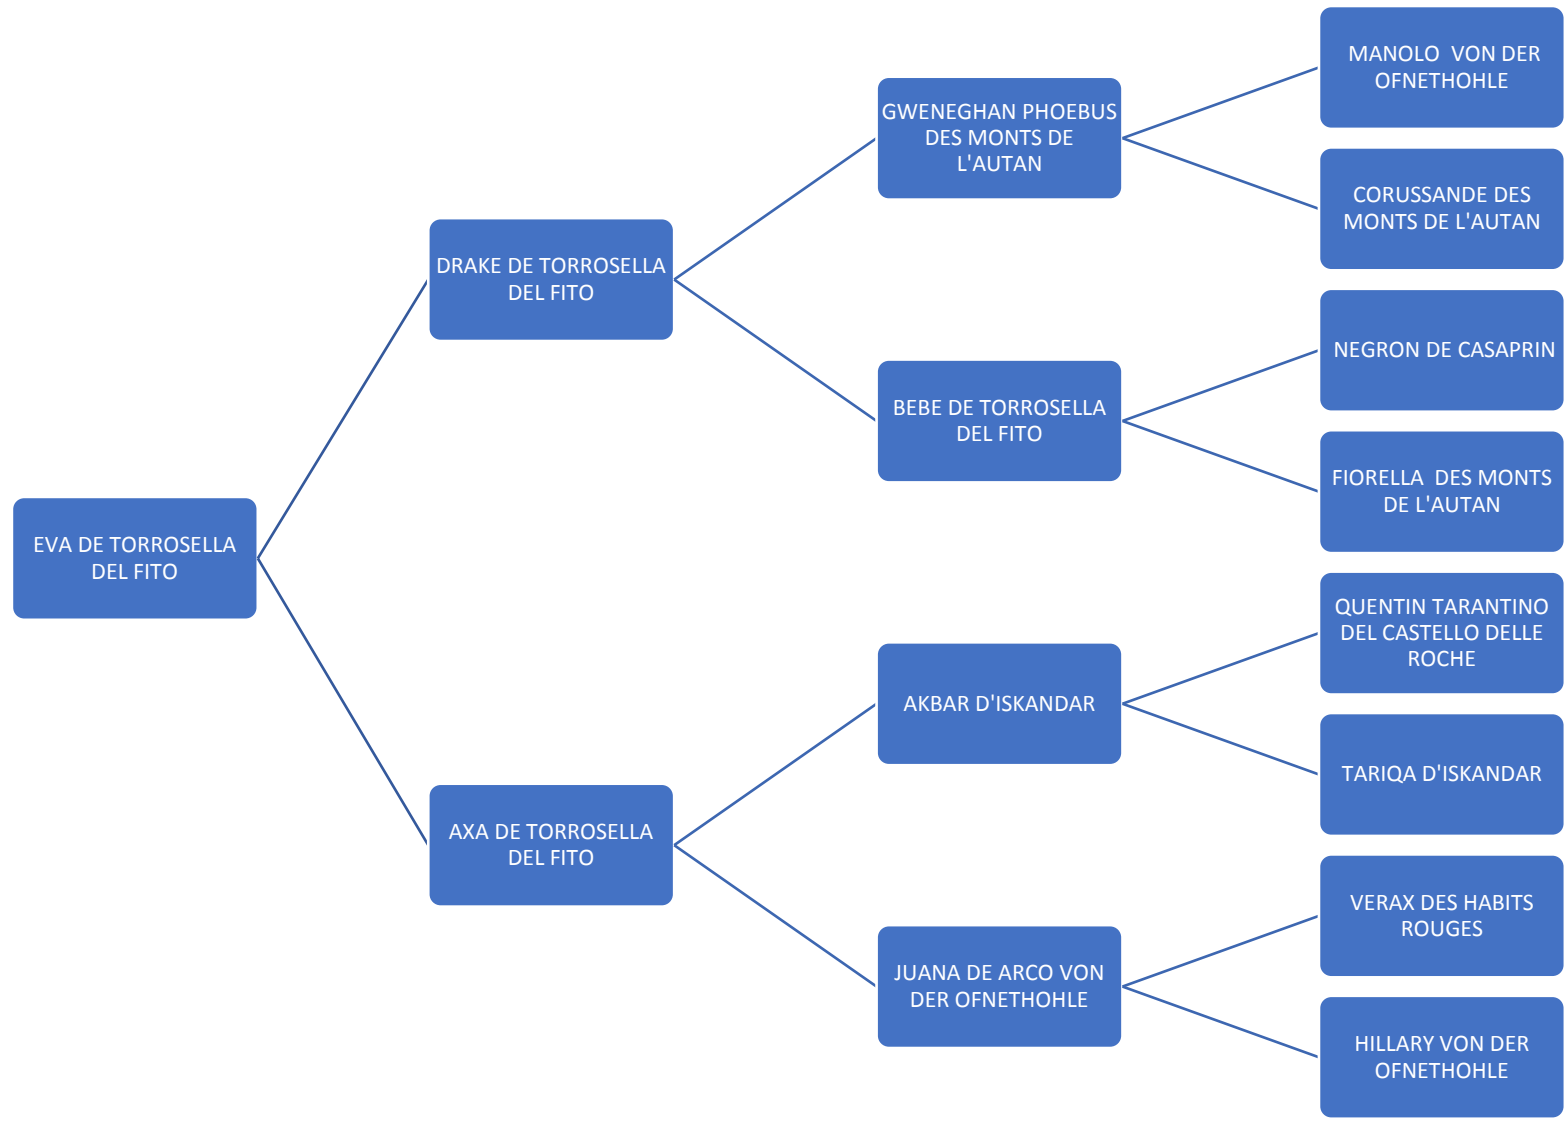 MANOLO  VON DER
OFNETHOHLE
GWENEGHAN PHOEBUS
DES MONTS DE
L'AUTAN
CORUSSANDE DES
MONTS DE L'AUTAN
DRAKE DE TORROSELLA
DEL FITO
NEGRON DE CASAPRIN
BEBE DE TORROSELLA
DEL FITO
FIORELLA  DES MONTS
DE L'AUTAN
EVA DE TORROSELLA
DEL FITO
QUENTIN TARANTINO
DEL CASTELLO DELLE
ROCHE
AKBAR D'ISKANDAR
TARIQA D'ISKANDAR
AXA DE TORROSELLA
DEL FITO
VERAX DES HABITS
ROUGES
JUANA DE ARCO VON
DER OFNETHOHLE
HILLARY VON DER
OFNETHOHLE